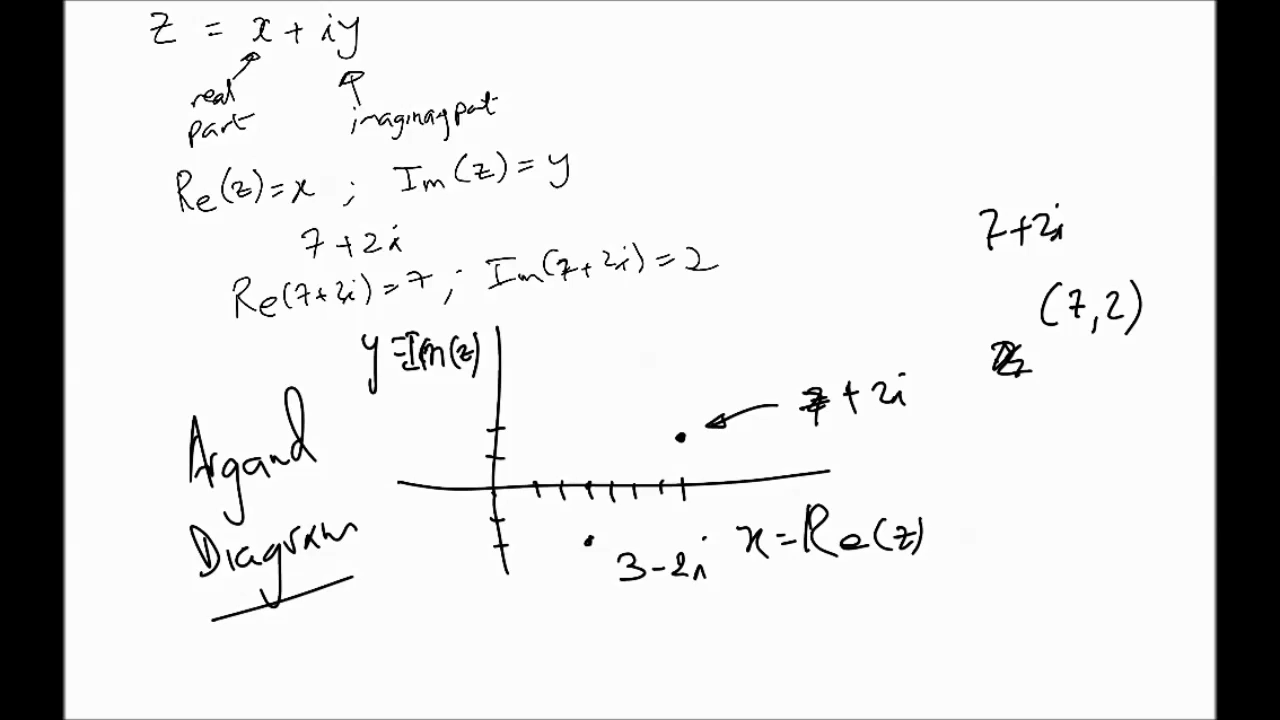 z = x + iy
real part
imaginary part
Re(z) = x ; Im(z) = y
7 + 2i
Re(7+2i) = 7 ; Im(7+2i) = 2
7+2i
(7,2)
y = Im(z)
7 + 2i
Argand
Diagram
3-2i
x = Re(z)